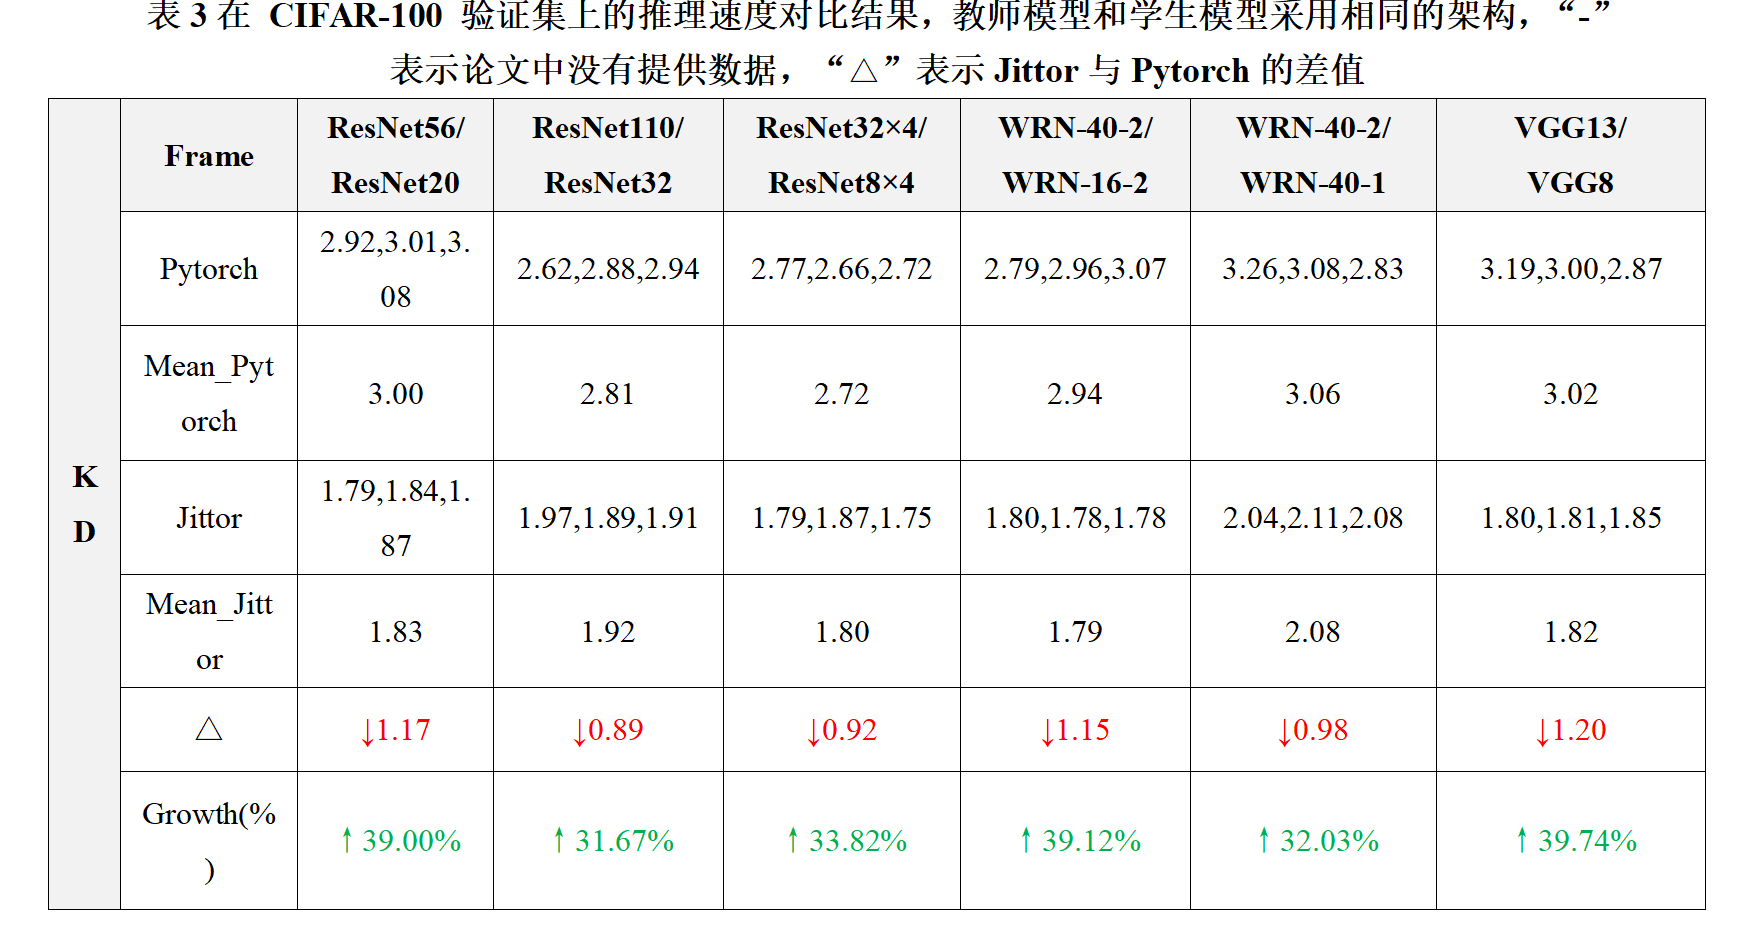 表 3 在 CIFAR-100 验证集上的推理速度对比结果，教师模型和学生模型采用相同的架构，“-”
表示论文中没有提供数据，“△”表示 Jittor 与 Pytorch 的差值
K
D
Frame
ResNet56/
ResNet20
ResNet110/
ResNet32
ResNet32×4/
ResNet8×4
WRN-40-2/
WRN-16-2
WRN-40-2/
WRN-40-1
VGG13/
VGG8
Pytorch
2.92,3.01,3.
08
2.62,2.88,2.94
2.77,2.66,2.72
2.79,2.96,3.07
3.26,3.08,2.83
3.19,3.00,2.87
Mean_Pyt
orch
3.00
2.81
2.72
2.94
3.06
3.02
Jittor
1.79,1.84,1.
87
1.97,1.89,1.91
1.79,1.87,1.75
1.80,1.78,1.78
2.04,2.11,2.08
1.80,1.81,1.85
Mean_Jitt
or
1.83
1.92
1.80
1.79
2.08
1.82
△
↓1.17
↓0.89
↓0.92
↓1.15
↓0.98
↓1.20
Growth(%
)
↑39.00%
↑31.67%
↑33.82%
↑39.12%
↑32.03%
↑39.74%